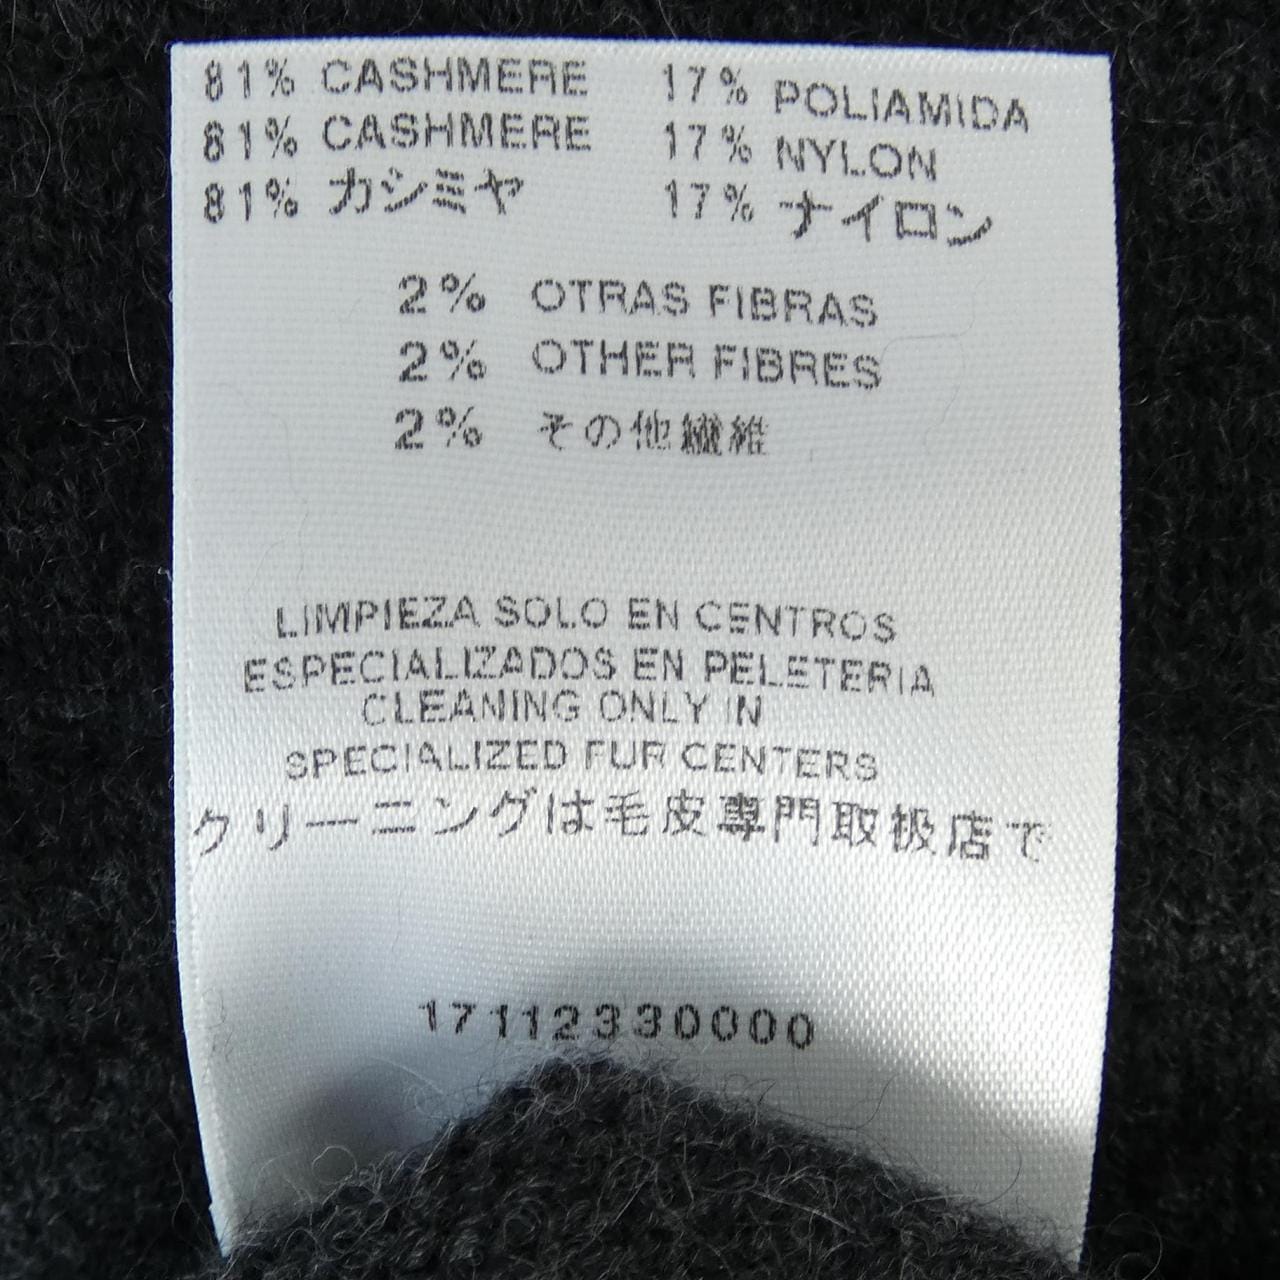 81% CASHMERE 17% POLIAMIDA
81% CASHMERE 17% NYLON
81% カシミヤ 17% ナイロン
2% OTRAS FIBRAS
2% OTHER FIBRES
2% その他繊維
LIMPIEZA SOLO EN CENTROS
ESPECIALIZADOS EN PELETERIA
CLEANING ONLY IN
SPECIALIZED FUR CENTERS
クリーニングは毛皮専門取扱店で
17112330000